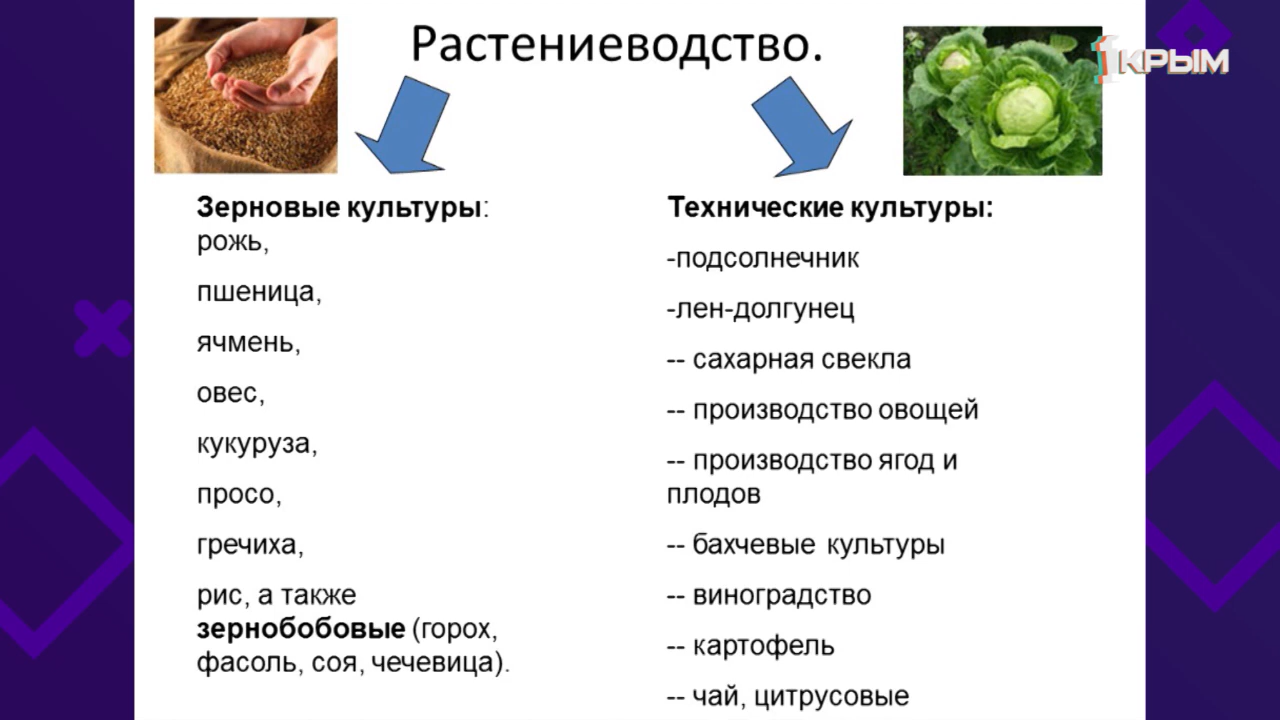 Растениеводство.
1КРЫМ
Зерновые культуры:
рожь,
пшеница,
ячмень,
овес,
кукуруза,
просо,
гречиха,
рис, а также
зернобобовые (горох,
фасоль, соя, чечевица).
Технические культуры:
-подсолнечник
-лен-долгунец
-- сахарная свекла
-- производство овощей
-- производство ягод и
плодов
-- бахчевые культуры
-- виноградство
-- картофель
-- чай, цитрусовые